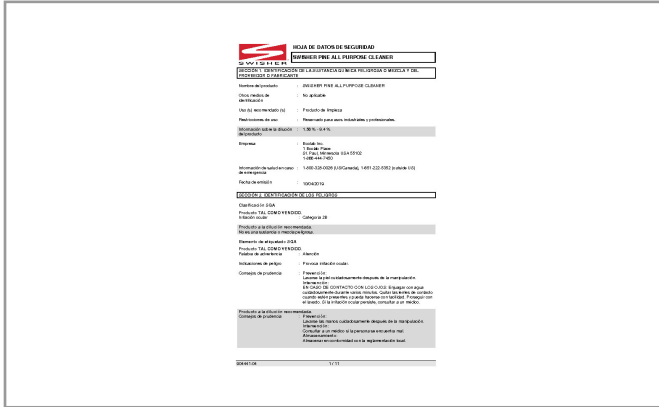 SWISHER
HOJA DE DATOS DE SEGURIDAD
SWISHER PINE ALL PURPOSE CLEANER
SECCIÓN 1. IDENTIFICACIÓN DE LA SUSTANCIA QUÍMICA PELIGROSA O MEZCLA Y DEL
PROVEEDOR O FABRICANTE
Nombre del producto : SWISHER PINE ALL PURPOSE CLEANER
Otros medios de : No aplicable
identificación
Uso(s) recomendado(s) : Producto de limpieza
Restricciones de uso : Reservado para usos industriales y profesionales.
Información sobre la dilución : - 9.4 %
del producto
Empresa : Ecolab Inc.
1 Ecolab Place
St. Paul, Minnesota USA 55102
1-866-444-7450
Información de salud en caso : 1-800-328-0026 (US/Canada), 1-651-222-5352 (outside US)
de emergencia
Fecha de emisión : 10/04/2019
SECCIÓN 2. IDENTIFICACIÓN DE LOS PELIGROS
Clasificación SGA
Producto TAL COMO VENDIDO.
Irritación ocular : Categoría 2B
Producto a la dilución recomendada:
No es una sustancia o mezcla peligrosa.
Elemento de etiquetado SGA
Producto TAL COMO VENDIDO.
Palabra de advertencia : Atención
Indicaciones de peligro : Provoca irritación ocular.
Consejos de prudencia : Prevención:
Lavarse la piel cuidadosamente después de la manipulación.
Intervención:
EN CASO DE CONTACTO CON LOS OJOS: Enjuagar con agua
cuidadosamente durante varios minutos. Quitar las lentes de contacto
cuando estén presentes y pueda hacerse con facilidad. Proseguir con
el lavado. Si la irritación ocular persiste, consultar a un médico.
Producto a la dilución recomendada:
Consejos de prudencia : Prevención:
Lavarse las manos cuidadosamente después de la manipulación.
Intervención:
Consultar a un médico si la persona se encuentra mal.
Almacenamiento:
Almacenar en conformidad con la reglamentación local.
1 / 11